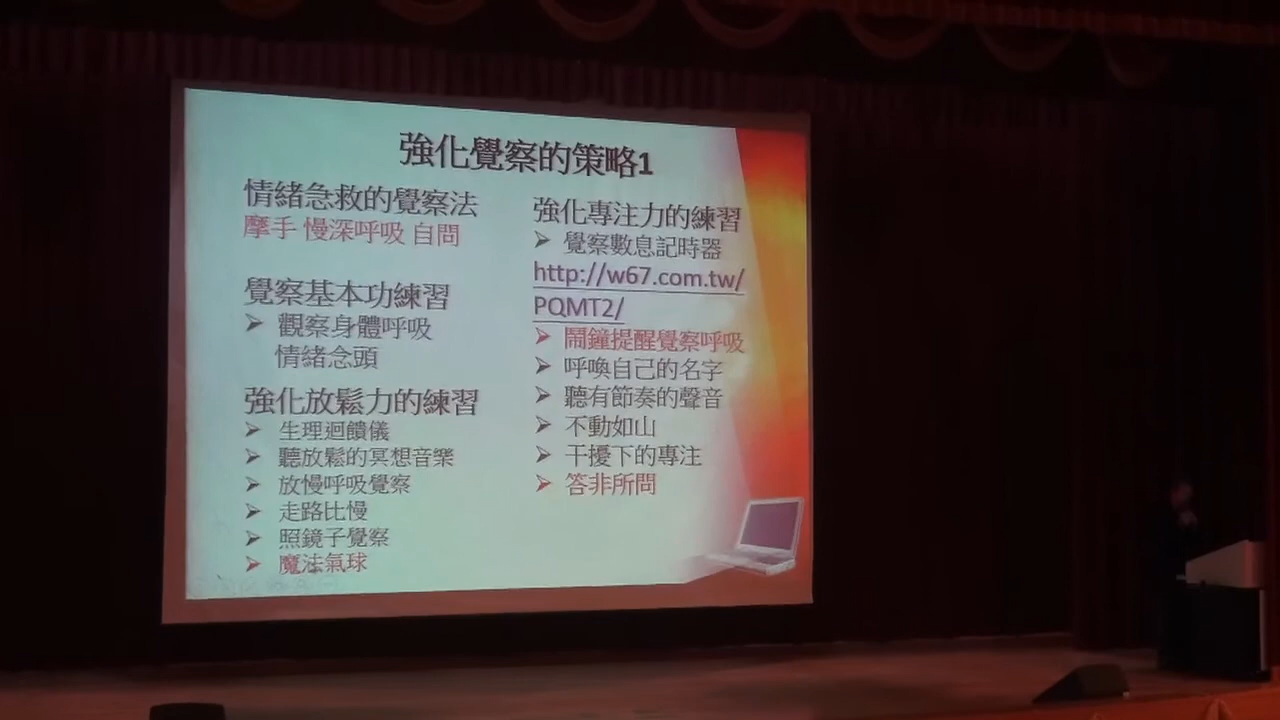 強化覺察的策略1
情緒急救的覺察法
摩手 慢深呼吸 自問
覺察基本功練習
觀察身體呼吸
情緒念頭
強化放鬆力的練習
生理迴饋儀
聽放鬆的冥想音樂
放慢呼吸覺察
走路比慢
照鏡子覺察
魔法氣球
強化專注力的練習
覺察數息記時器
http://w67.com.tw/
PQMT2/
鬧鐘提醒覺察呼吸
呼喚自己的名字
聽有節奏的聲音
不動如山
干擾下的專注
答非所問